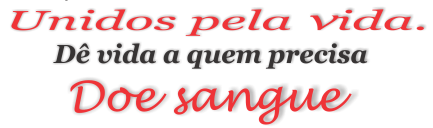 Unidos pela vida.
Dê vida a quem precisa
Doe sangue